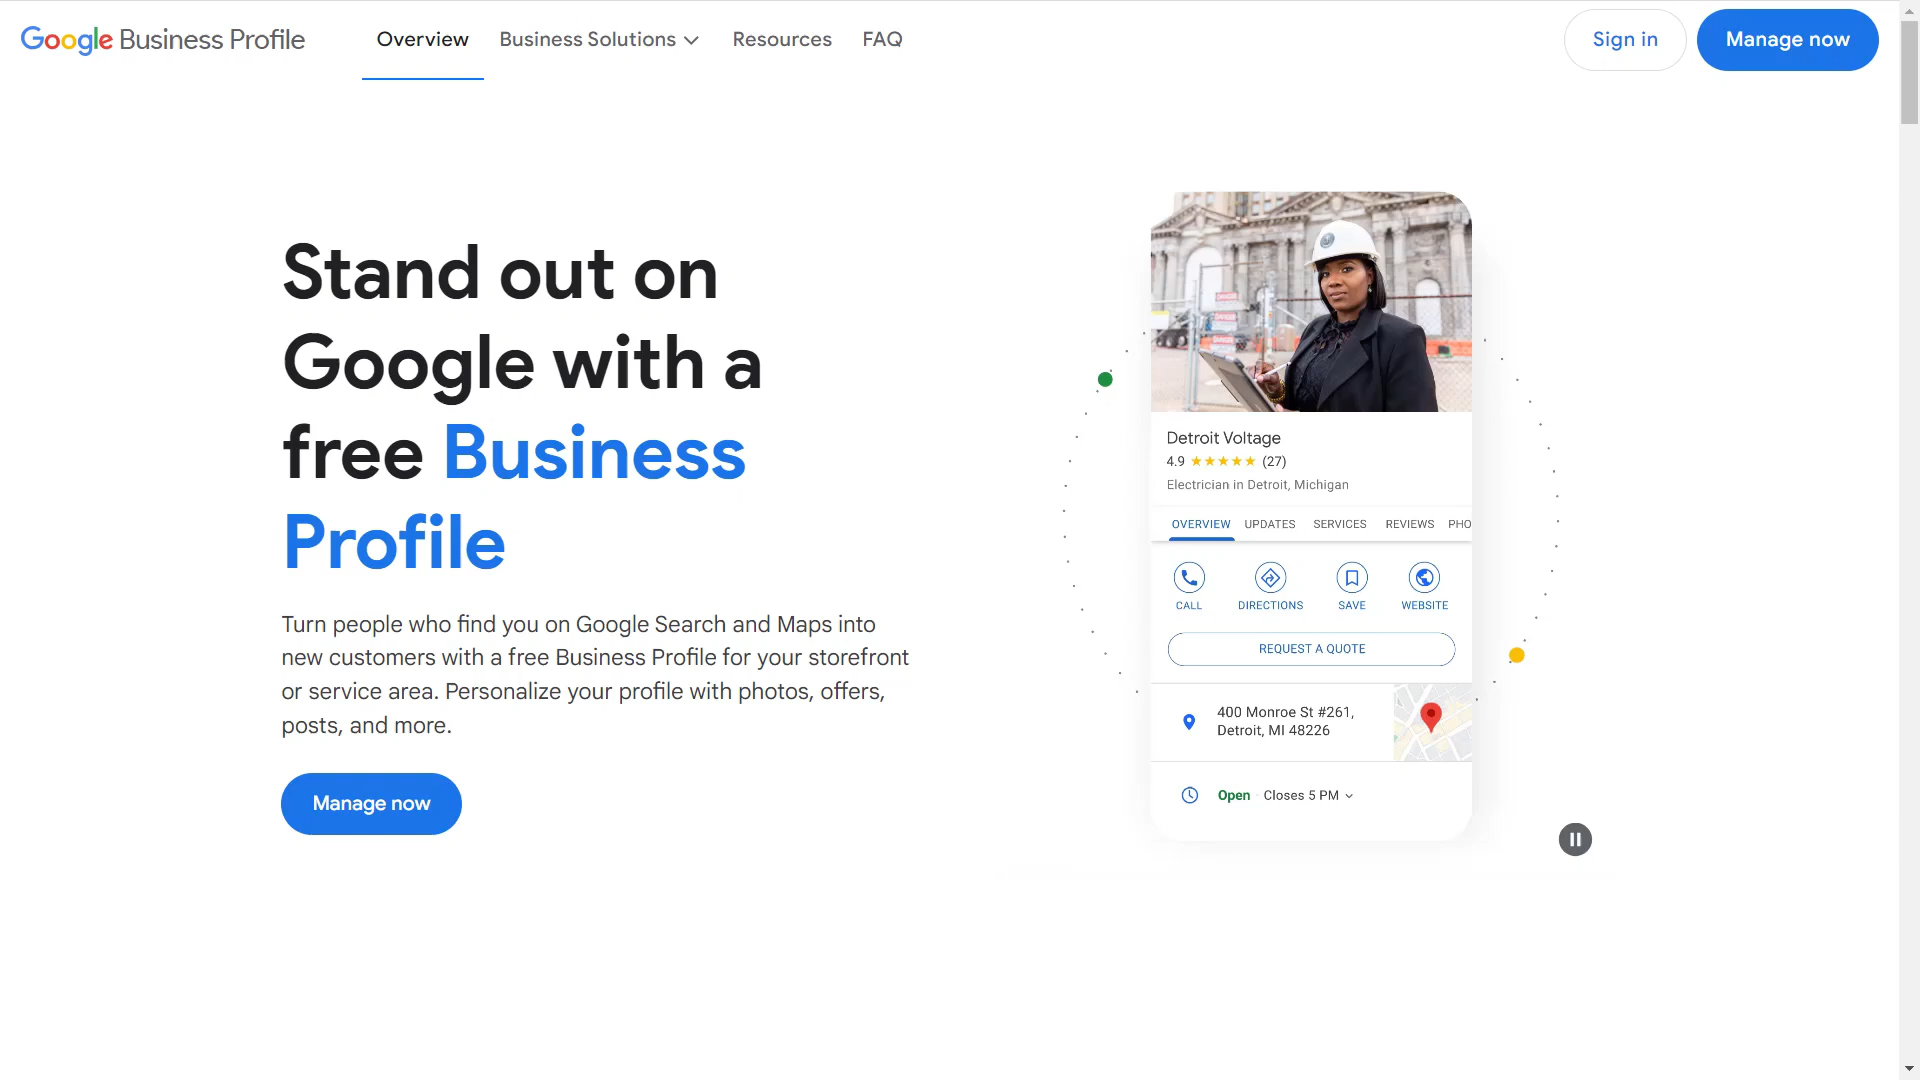 Google Business Profile
Overview
Business Solutions
Resources
FAQ
Sign in
Manage now
Stand out on
Google with a
free Business
Profile
Turn people who find you on Google Search and Maps into
new customers with a free Business Profile for your storefront
or service area. Personalize your profile with photos, offers,
posts, and more.
Manage now
DANGER
DANGER
DANGER
Detroit Voltage
4.9 ★★★★★ (27)
Electrician in Detroit, Michigan
OVERVIEW UPDATES SERVICES REVIEWS PHO
CALL DIRECTIONS SAVE WEBSITE
REQUEST A QUOTE
400 Monroe St #261,
Detroit, MI 48226
Open · Closes 5 PM